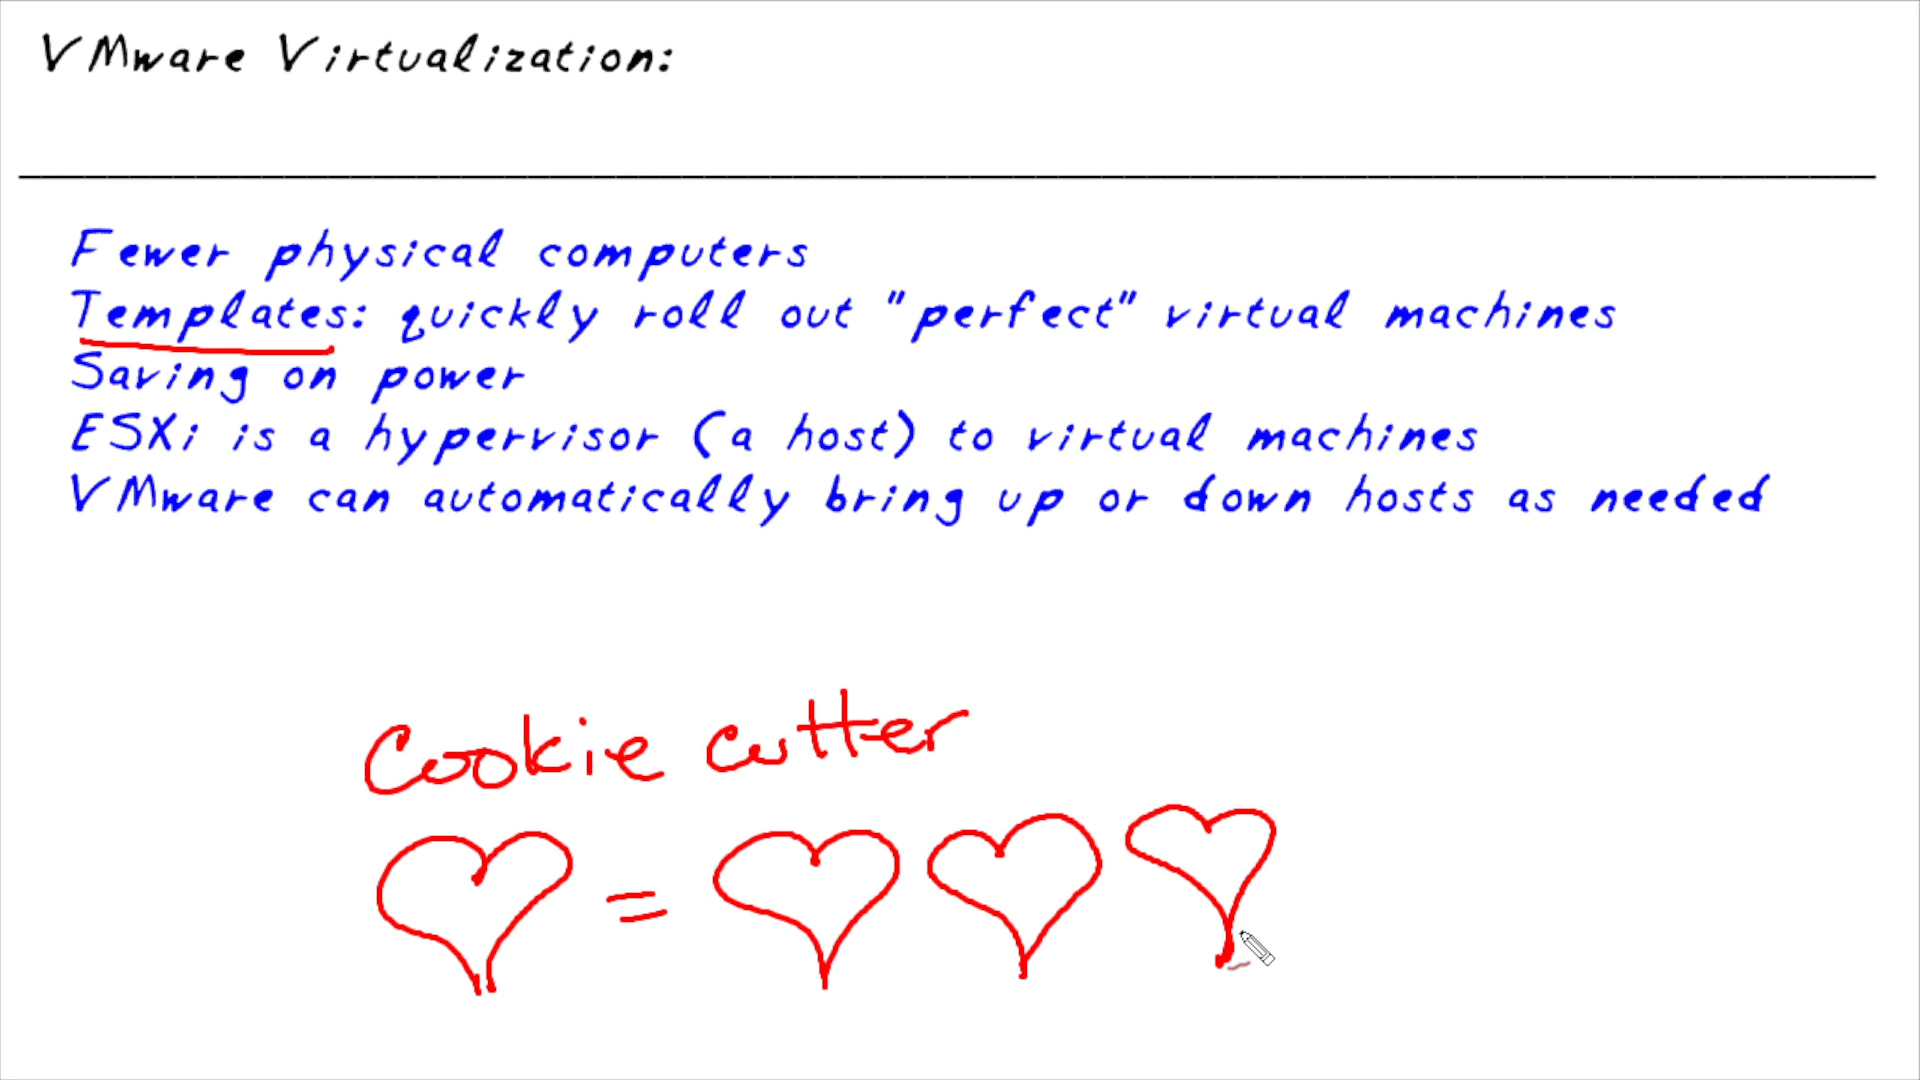 VMware Virtualization:
Fewer physical computers
Templates: quickly roll out "perfect" virtual machines
Saving on power
ESXi is a hypervisor (a host) to virtual machines
VMware can automatically bring up or down hosts as needed
Cookie cutter
=